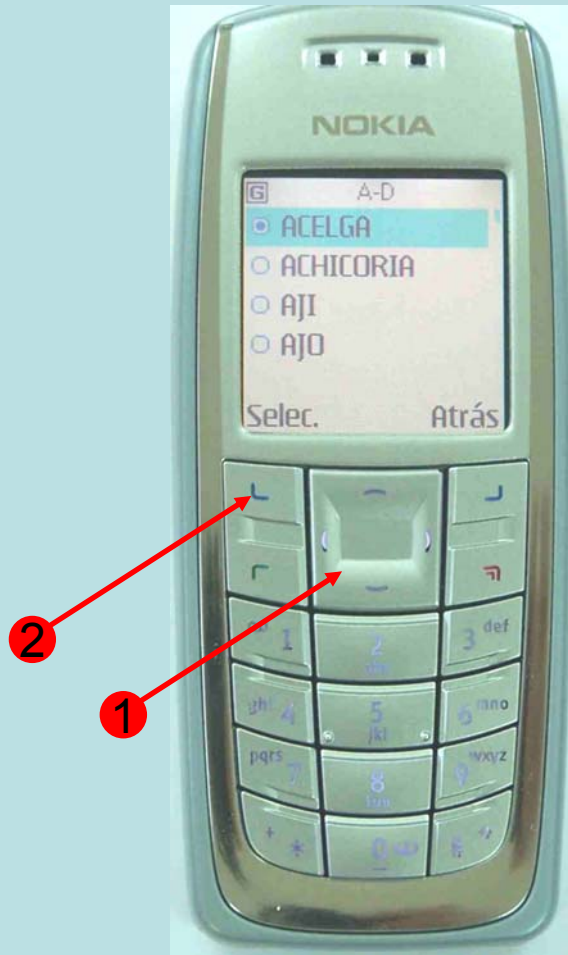 NOKIA
G A-D
ACELGA
ACHICORIA
AJI
AJO
Selec. Atrás
1
2
3 def
ghi 4
5 jkl
6 mno
pqrs 7
8
9 wxyz
+ *
0
2
1